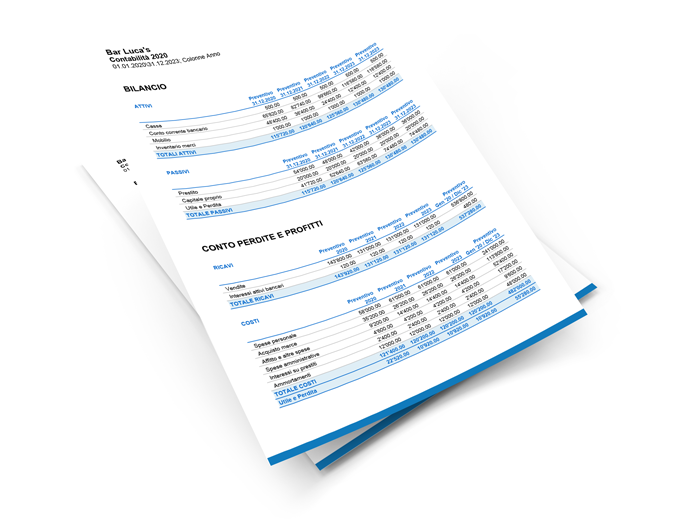 Bar Luca's
Contabilità 2020
01.01.2020\31.12.2023, Colonne Anno
BILANCIO
ATTIVI
Preventivo Preventivo Preventivo Preventivo Preventivo
31.12.2020 31.12.2021 31.12.2022 31.12.2023 31.12.2023
Cassa 500.00 500.00 500.00 500.00 500.00
Conto corrente bancario 65'820.00 82'740.00 99'660.00 116'580.00 116'580.00
Mobilio 48'400.00 36'400.00 24'400.00 12'400.00 12'400.00
Inventario merci 1'000.00 1'000.00 1'000.00 1'000.00 1'000.00
TOTALI ATTIVI 115'720.00 120'640.00 125'560.00 130'480.00 130'480.00
PASSIVI
Preventivo Preventivo Preventivo Preventivo Preventivo
31.12.2020 31.12.2021 31.12.2022 31.12.2023 31.12.2023
Prestito 54'000.00 48'000.00 42'000.00 36'000.00 36'000.00
Capitale proprio 20'000.00 20'000.00 20'000.00 20'000.00 20'000.00
Utile e Perdite 41'720.00 52'640.00 63'560.00 74'480.00 74'480.00
TOTALE PASSIVI 115'720.00 120'640.00 125'560.00 130'480.00 130'480.00
CONTO PERDITE E PROFITTI
RICAVI
Preventivo Preventivo Preventivo Preventivo Preventivo
2020 2021 2022 2023 Gen '20 : Dic '23
Vendite 143'800.00 131'000.00 131'000.00 131'000.00 536'800.00
Interessi attivi bancari 120.00 120.00 120.00 120.00 480.00
TOTALE RICAVI 143'920.00 131'120.00 131'120.00 131'120.00 537'280.00
COSTI
Preventivo Preventivo Preventivo Preventivo Preventivo
2020 2021 2022 2023 Gen '20 : Dic '23
Spese personale 58'000.00 61'000.00 61'000.00 61'000.00 241'000.00
Acquisto merce 35'200.00 26'200.00 26'200.00 26'200.00 113'800.00
Affitto e altre spese 9'200.00 14'400.00 14'400.00 14'400.00 52'400.00
Spese amministrative 4'600.00 4'200.00 4'200.00 4'200.00 17'200.00
Interessi su prestiti 2'400.00 2'400.00 2'400.00 2'400.00 9'600.00
Ammortamenti 12'000.00 12'000.00 12'000.00 12'000.00 48'000.00
TOTALE COSTI 121'400.00 120'200.00 120'200.00 120'200.00 482'000.00
Utile e Perdite 22'520.00 10'920.00 10'920.00 10'920.00 55'280.00